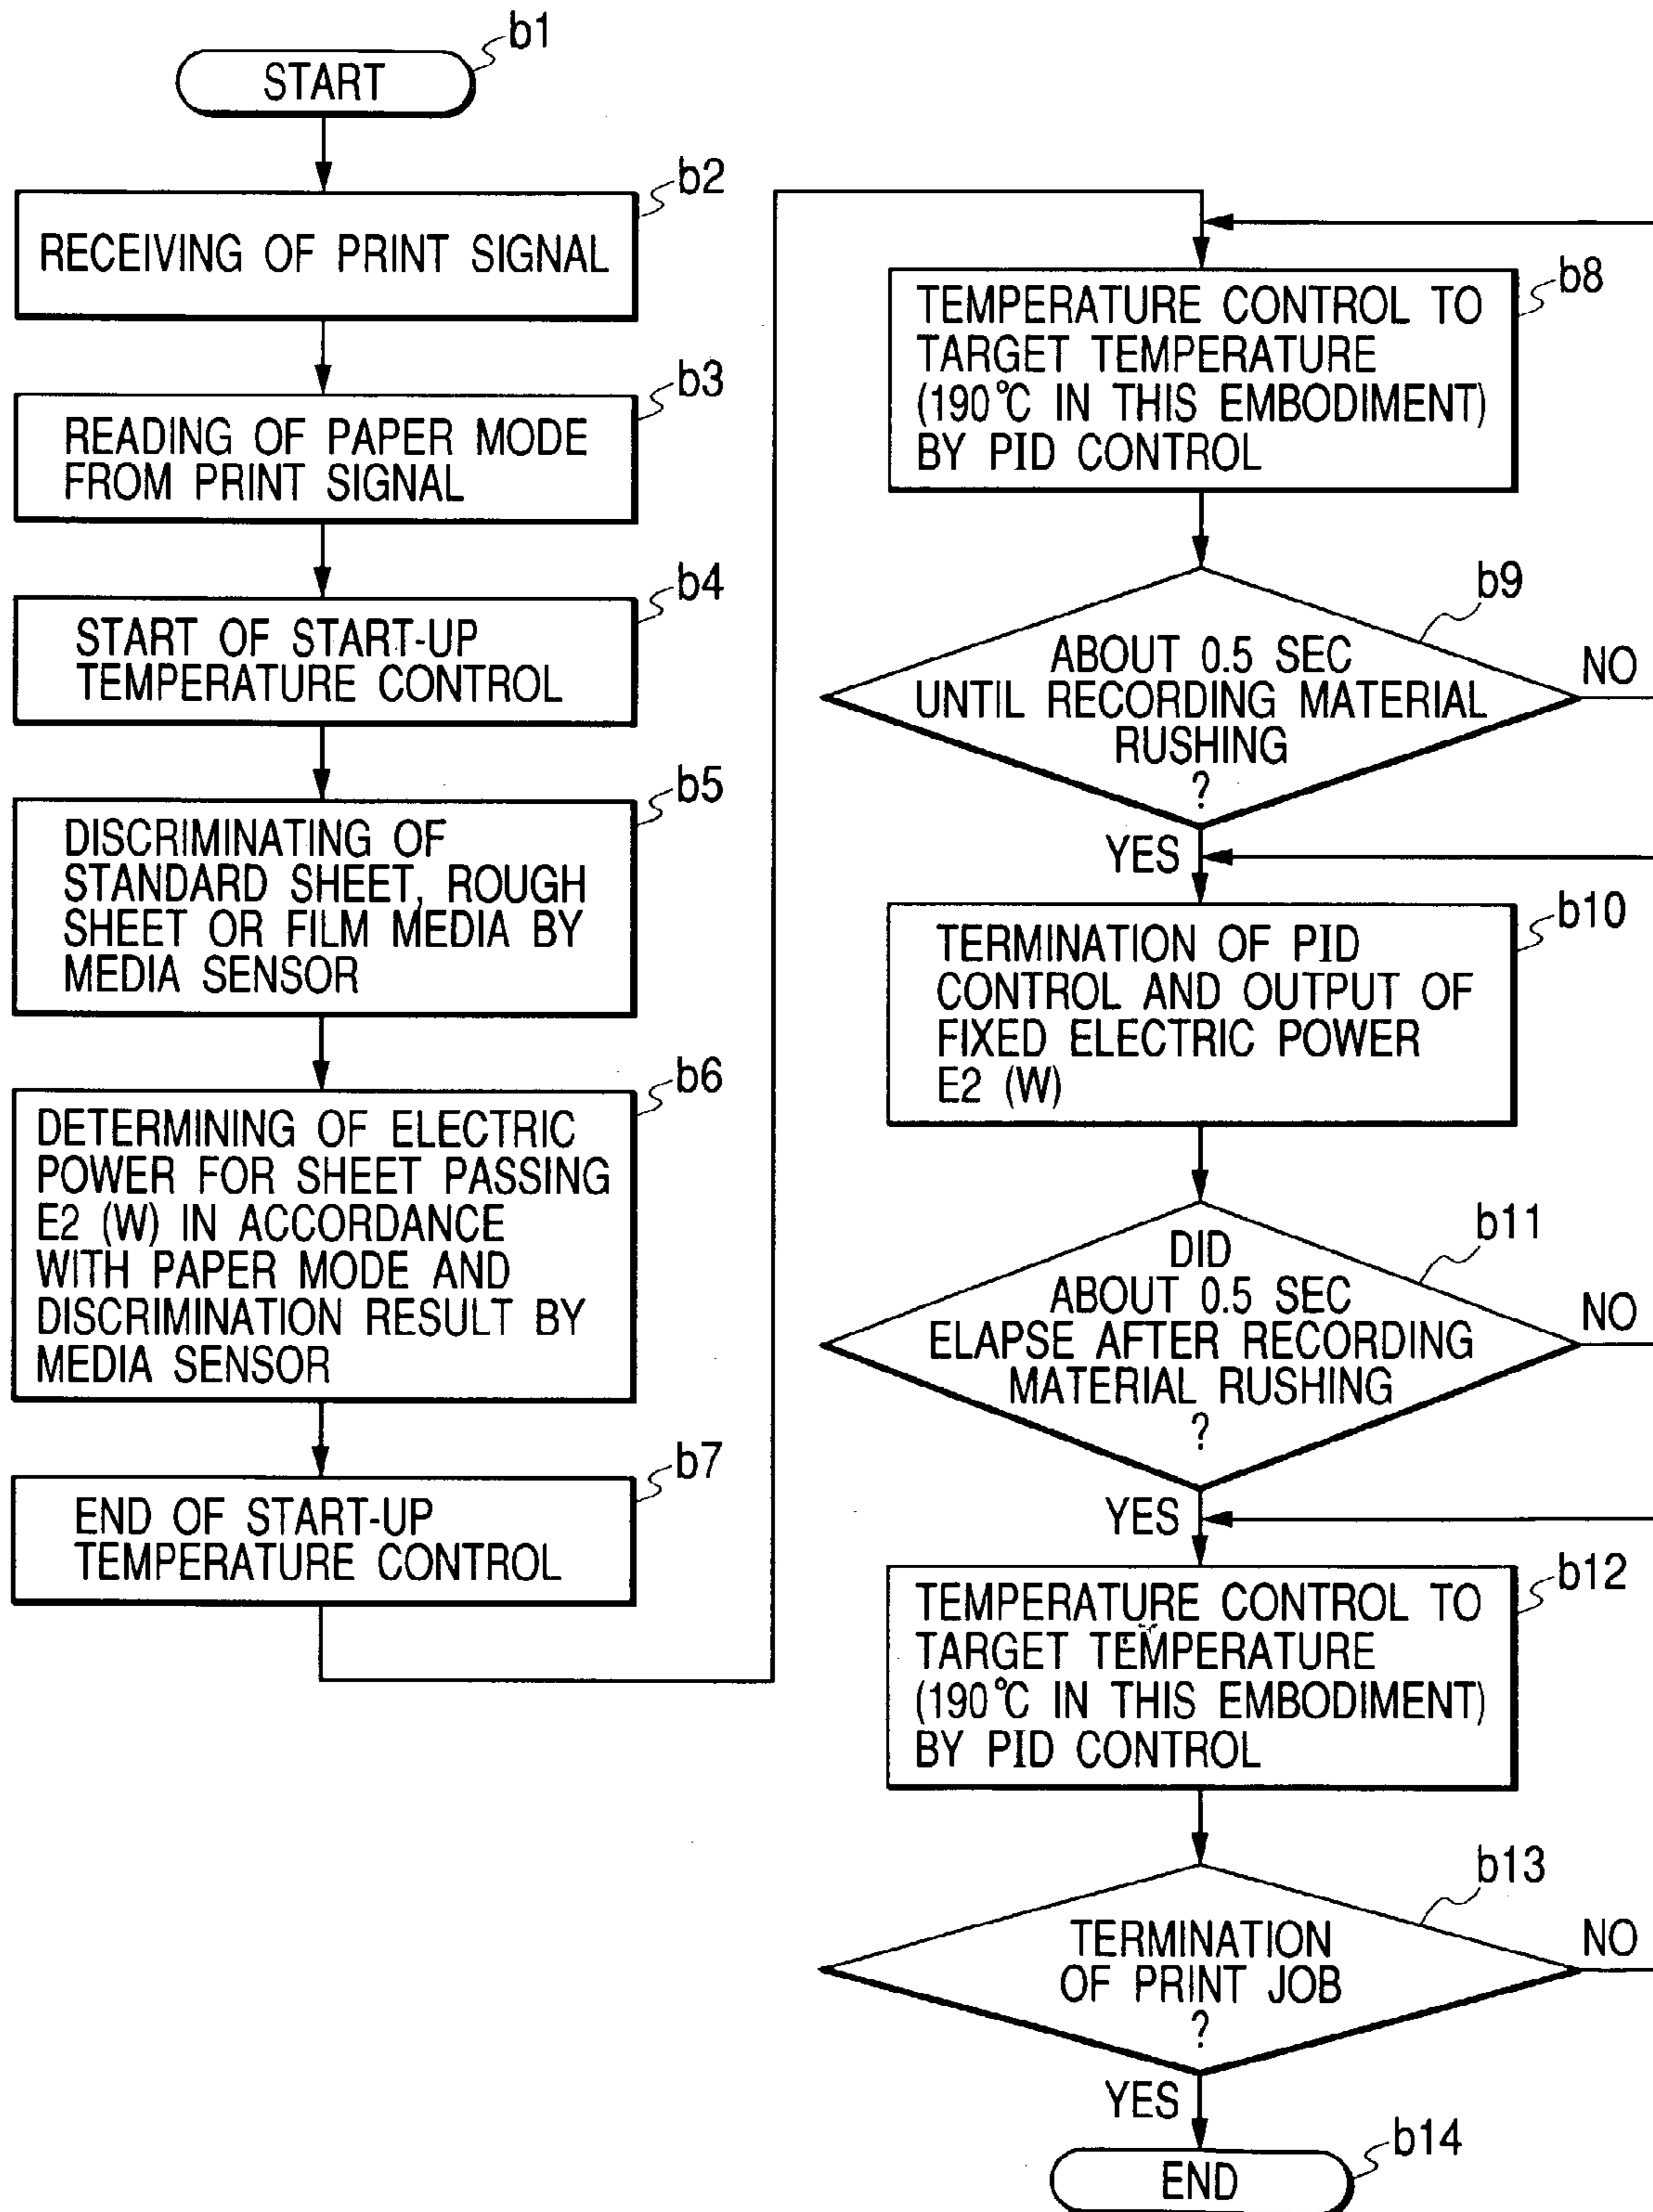 b1
START
b2
RECEIVING OF PRINT SIGNAL
b3
READING OF PAPER MODE
FROM PRINT SIGNAL
b4
START OF START-UP
TEMPERATURE CONTROL
b5
DISCRIMINATING OF
STANDARD SHEET, ROUGH
SHEET OR FILM MEDIA BY
MEDIA SENSOR
b6
DETERMINING OF ELECTRIC
POWER FOR SHEET PASSING
E2 (W) IN ACCORDANCE
WITH PAPER MODE AND
DISCRIMINATION RESULT BY
MEDIA SENSOR
b7
END OF START-UP
TEMPERATURE CONTROL
b8
TEMPERATURE CONTROL TO
TARGET TEMPERATURE
(190℃ IN THIS EMBODIMENT)
BY PID CONTROL
b9
ABOUT 0.5 SEC
UNTIL RECORDING MATERIAL
RUSHING
?
NO
YES
b10
TERMINATION OF PID
CONTROL AND OUTPUT OF
FIXED ELECTRIC POWER
E2 (W)
b11
DID
ABOUT 0.5 SEC
ELAPSE AFTER RECORDING
MATERIAL RUSHING
?
NO
YES
b12
TEMPERATURE CONTROL TO
TARGET TEMPERATURE
(190℃ IN THIS EMBODIMENT)
BY PID CONTROL
b13
TERMINATION
OF PRINT JOB
?
NO
YES
b14
END